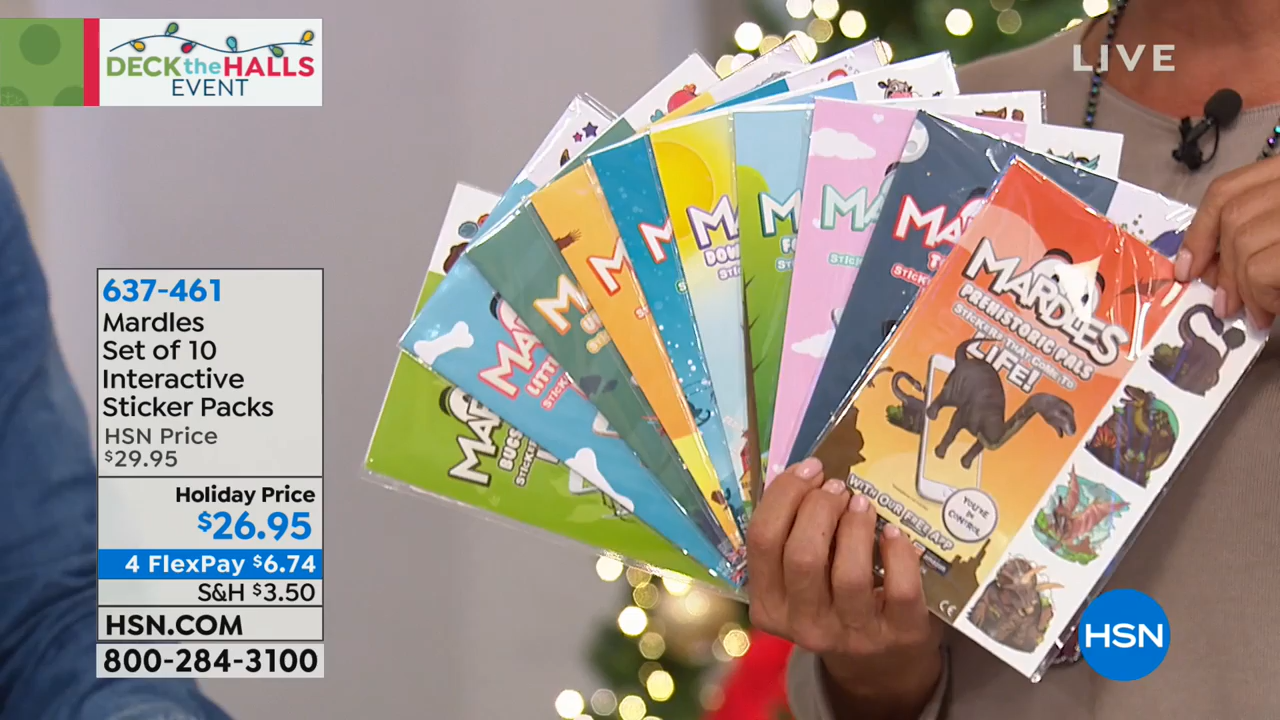 DECK the HALLS
EVENT
LIVE
637-461
Mardles
Set of 10
Interactive
Sticker Packs
HSN Price
$29.95
Holiday Price
$26.95
4 FlexPay $6.74
S&H $3.50
HSN.COM
800-284-3100
MARDLES
PREHISTORIC PALS
STICKERS THAT COME TO
LIFE!
WITH OUR FREE APP
YOU'RE
IN
CONTROL
CE
HSN